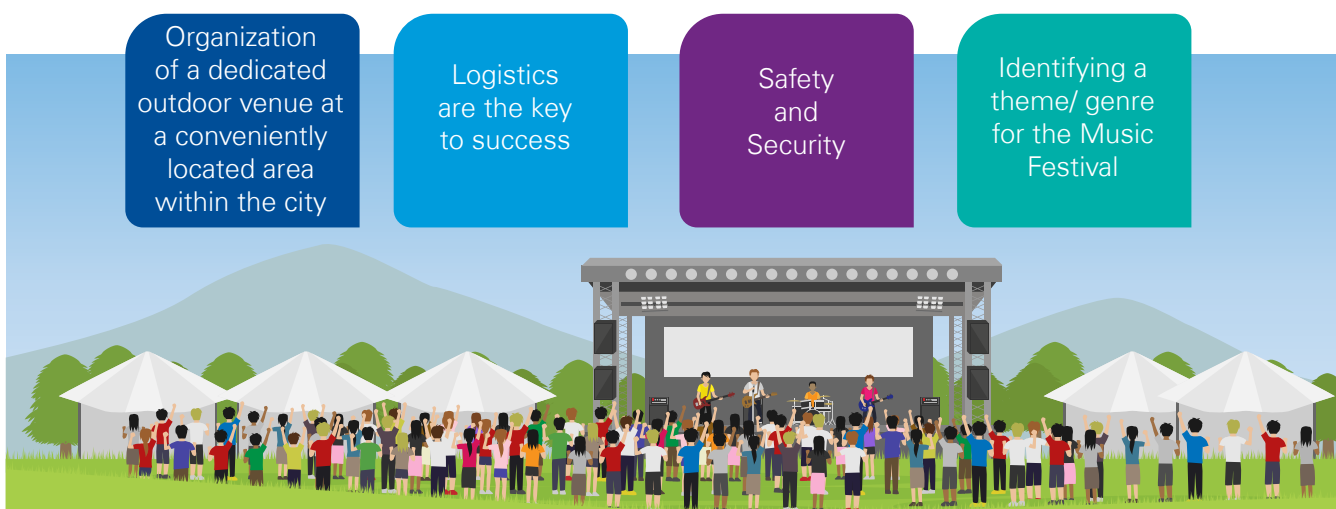 Organization
of a dedicated
outdoor venue at
a conveniently
located area
within the city
Logistics
are the key
to success
Safety
and
Security
Identifying a
theme/ genre
for the Music
Festival